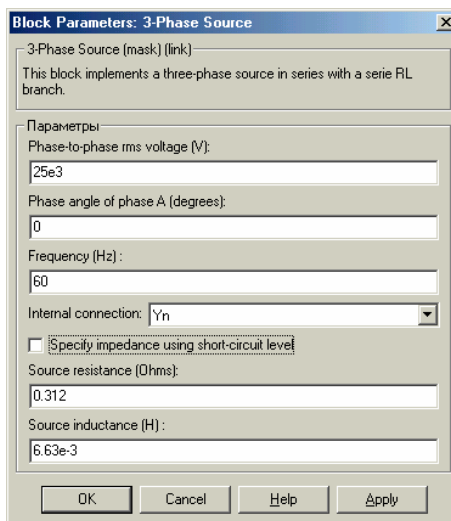 Block Parameters: 3-Phase Source
3-Phase Source (mask) (link)
This block implements a three-phase source in series with a serie RL
branch.
Параметры
Phase-to-phase rms voltage (V):
25e3
Phase angle of phase A (degrees):
0
Frequency (Hz) :
60
Internal connection: Yn
Specify impedance using short-circuit level
Source resistance (Ohms):
0.312
Source inductance (H) :
6.63e-3
OK Cancel Help Apply